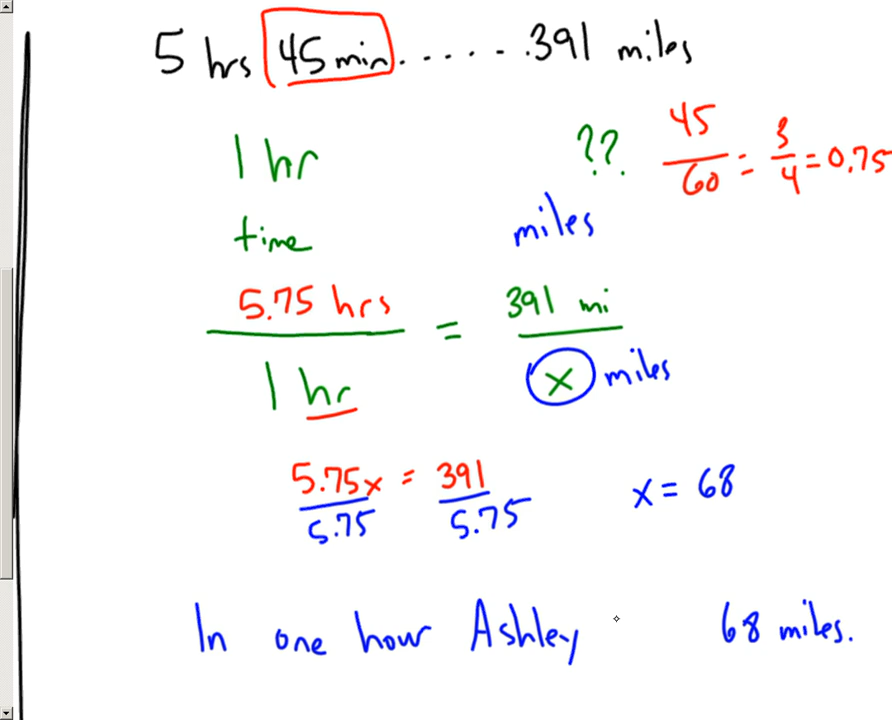 5 hrs 45 min. . . . . - .391 miles
1 hr ??
45/60 = 3/4 = 0.75
time miles
5.75 hrs / 1 hr = 391 mi / x miles
5.75x / 5.75 = 391 / 5.75 x = 68
In one hour Ashley 68 miles.